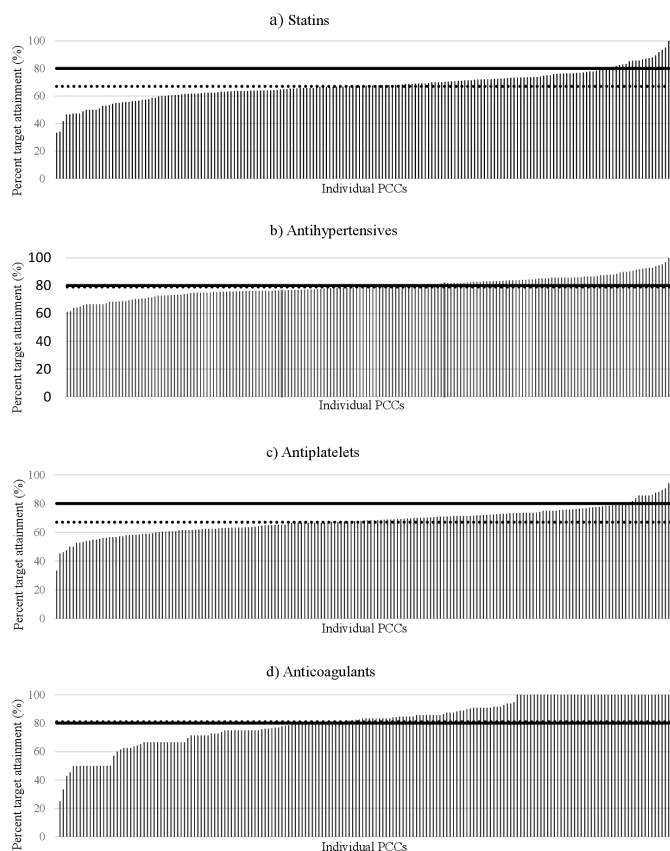 a) Statins
Percent target attainment (%)
100
80
60
40
20
0
Individual PCCs
b) Antihypertensives
Percent target attainment (%)
100
80
60
40
20
0
Individual PCCs
c) Antiplatelets
Percent target attainment (%)
100
80
60
40
20
0
Individual PCCs
d) Anticoagulants
Percent target attainment (%)
100
80
60
40
20
0
Individual PCCs